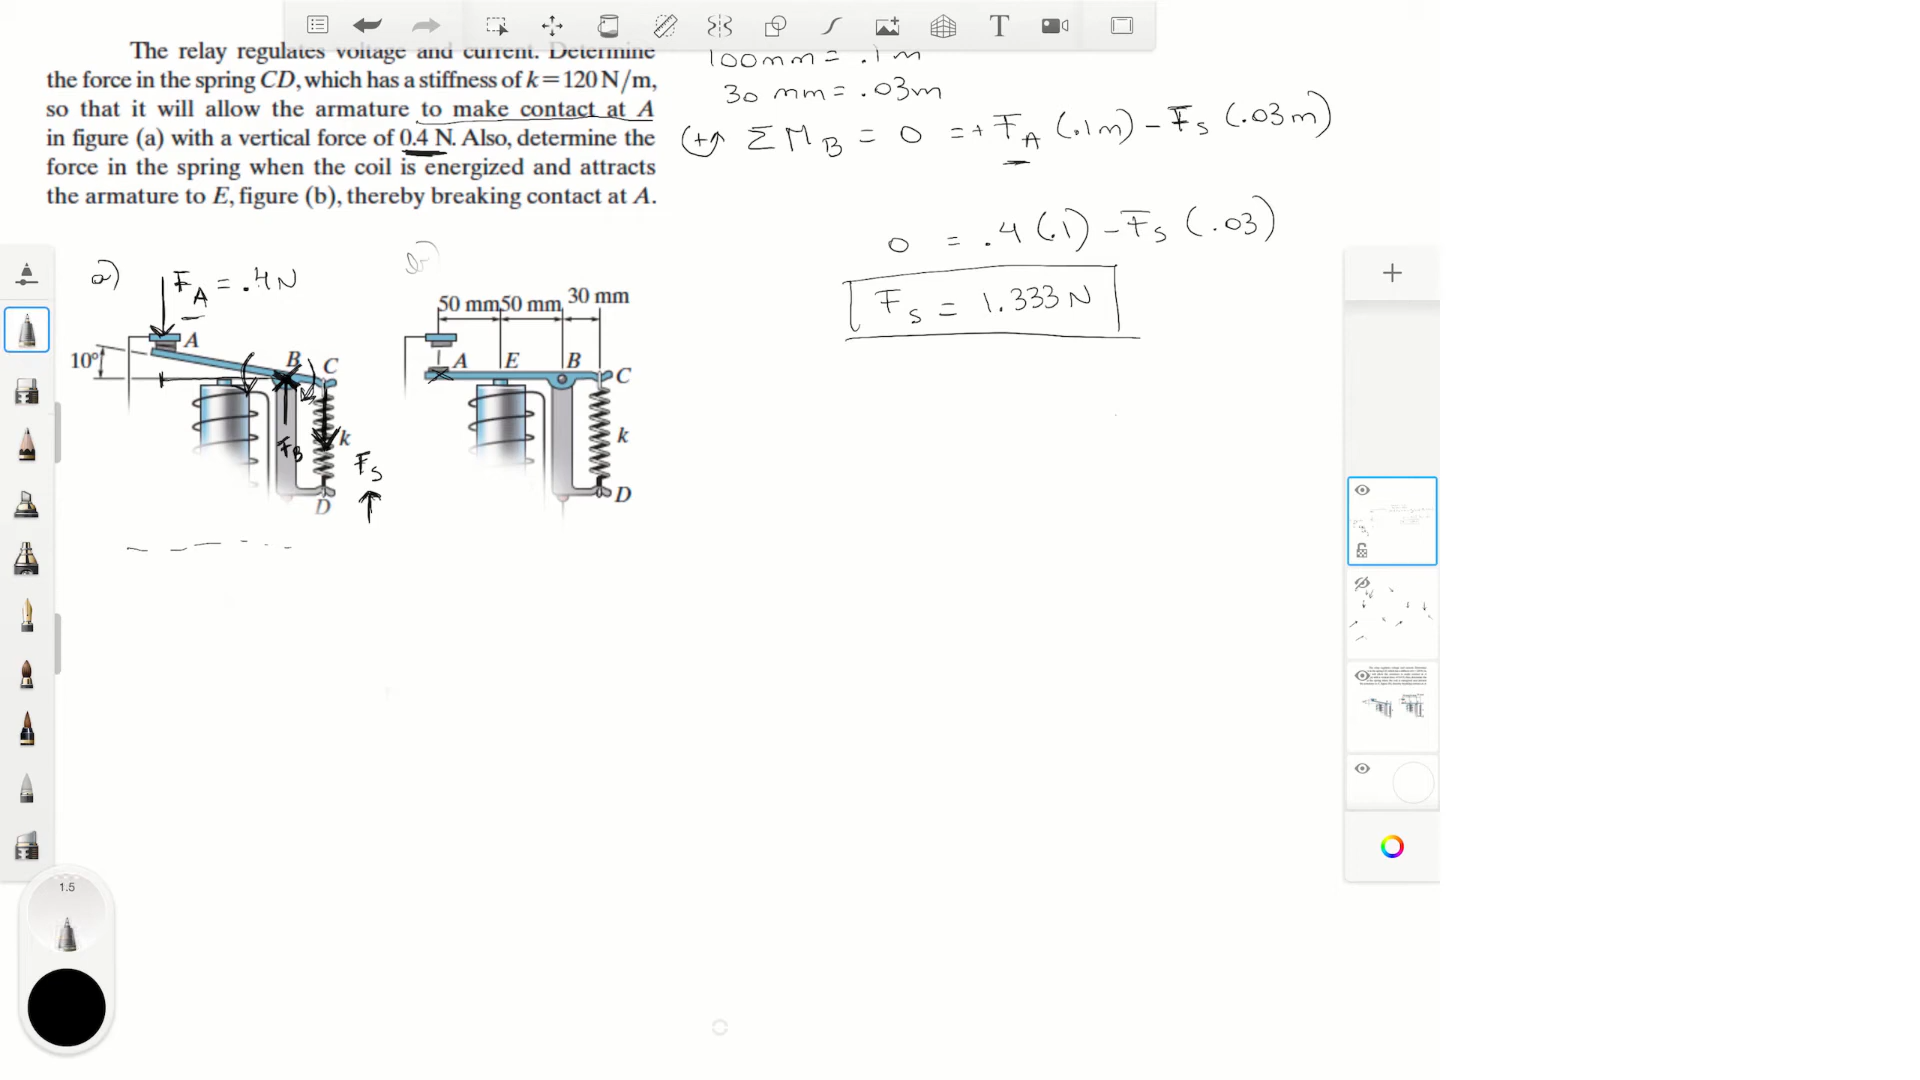 The relay regulates voltage and current. Determine
the force in the spring CD, which has a stiffness of k=120 N/m,
so that it will allow the armature to make contact at A
in figure (a) with a vertical force of 0.4 N. Also, determine the
force in the spring when the coil is energized and attracts
the armature to E, figure (b), thereby breaking contact at A.
100mm = .1 m
30 mm = .03m
(+↑ ΣM_B = 0 = + F_A (.1m) - F_S (.03m)
0 = .4 (.1) - F_S (.03)
F_S = 1.333 N
a)
F_A = .4N
A
10°
B
C
F_B
k
F_S
D
b)
50 mm 50 mm 30 mm
A
E
B
C
k
D
T
1.5